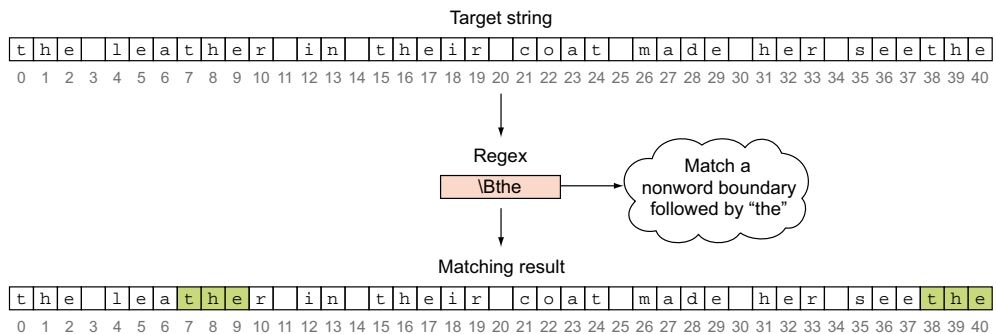 Target string
the leather in their coat made her seethe
0 1 2 3 4 5 6 7 8 9 10 11 12 13 14 15 16 17 18 19 20 21 22 23 24 25 26 27 28 29 30 31 32 33 34 35 36 37 38 39 40
Regex
\Bthe
Match a
nonword boundary
followed by “the”
Matching result
the leather in their coat made her seethe
0 1 2 3 4 5 6 7 8 9 10 11 12 13 14 15 16 17 18 19 20 21 22 23 24 25 26 27 28 29 30 31 32 33 34 35 36 37 38 39 40